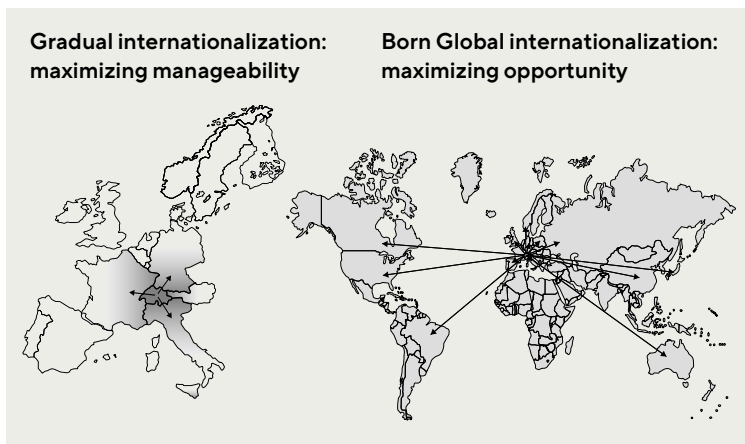 Gradual internationalization:
maximizing manageability
Born Global internationalization:
maximizing opportunity